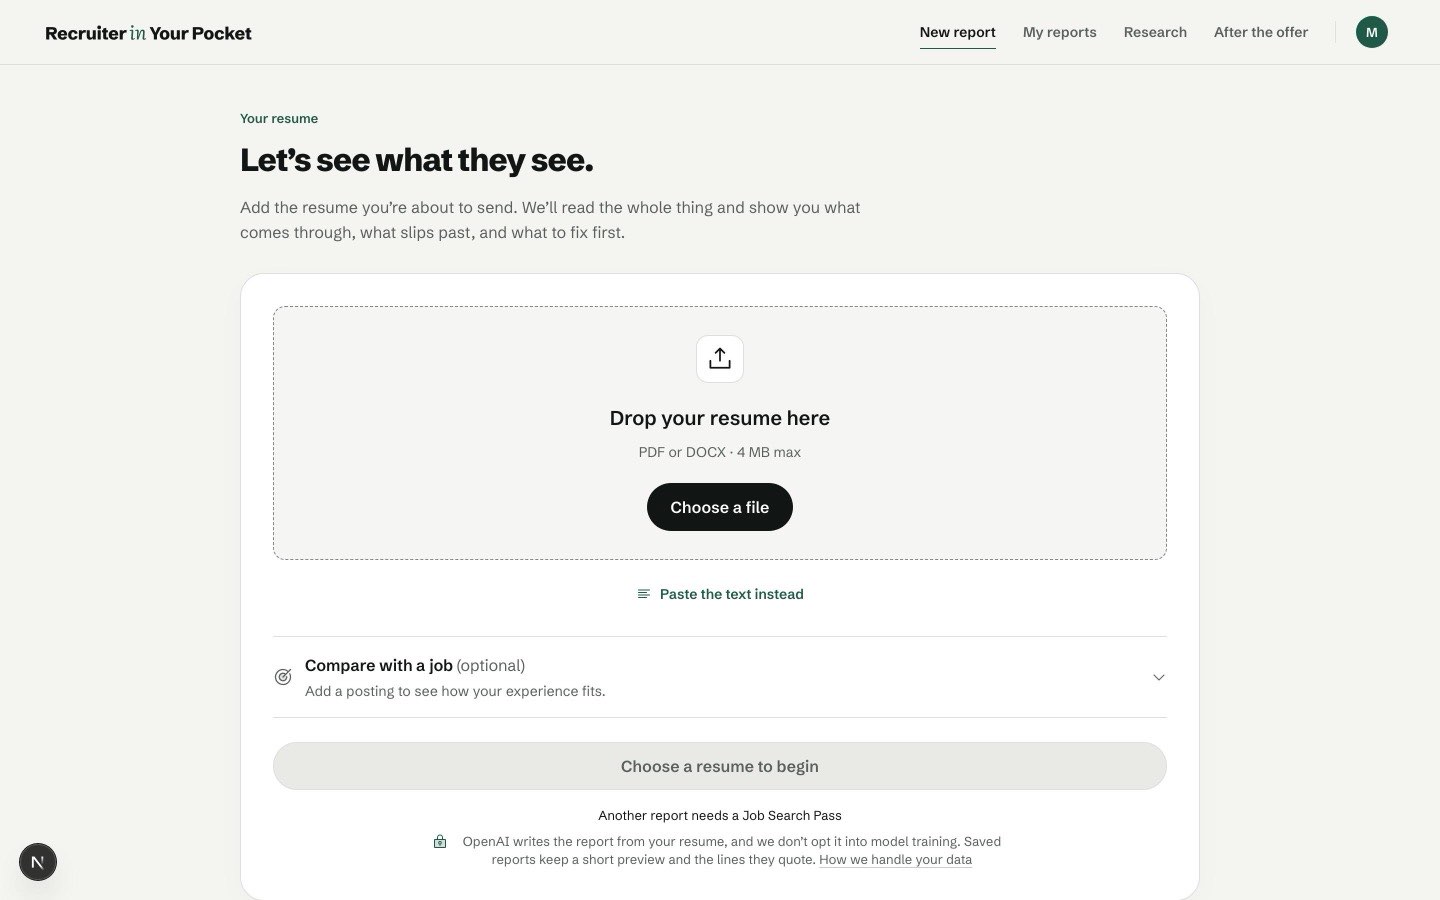 Recruiter in Your Pocket
New report
My reports
Research
After the offer
M
Your resume
Let’s see what they see.
Add the resume you’re about to send. We’ll read the whole thing and show you what
comes through, what slips past, and what to fix first.
Drop your resume here
PDF or DOCX · 4 MB max
Choose a file
Paste the text instead
Compare with a job (optional)
Add a posting to see how your experience fits.
Choose a resume to begin
Another report needs a Job Search Pass
OpenAI writes the report from your resume, and we don’t opt it into model training. Saved
reports keep a short preview and the lines they quote. How we handle your data
N